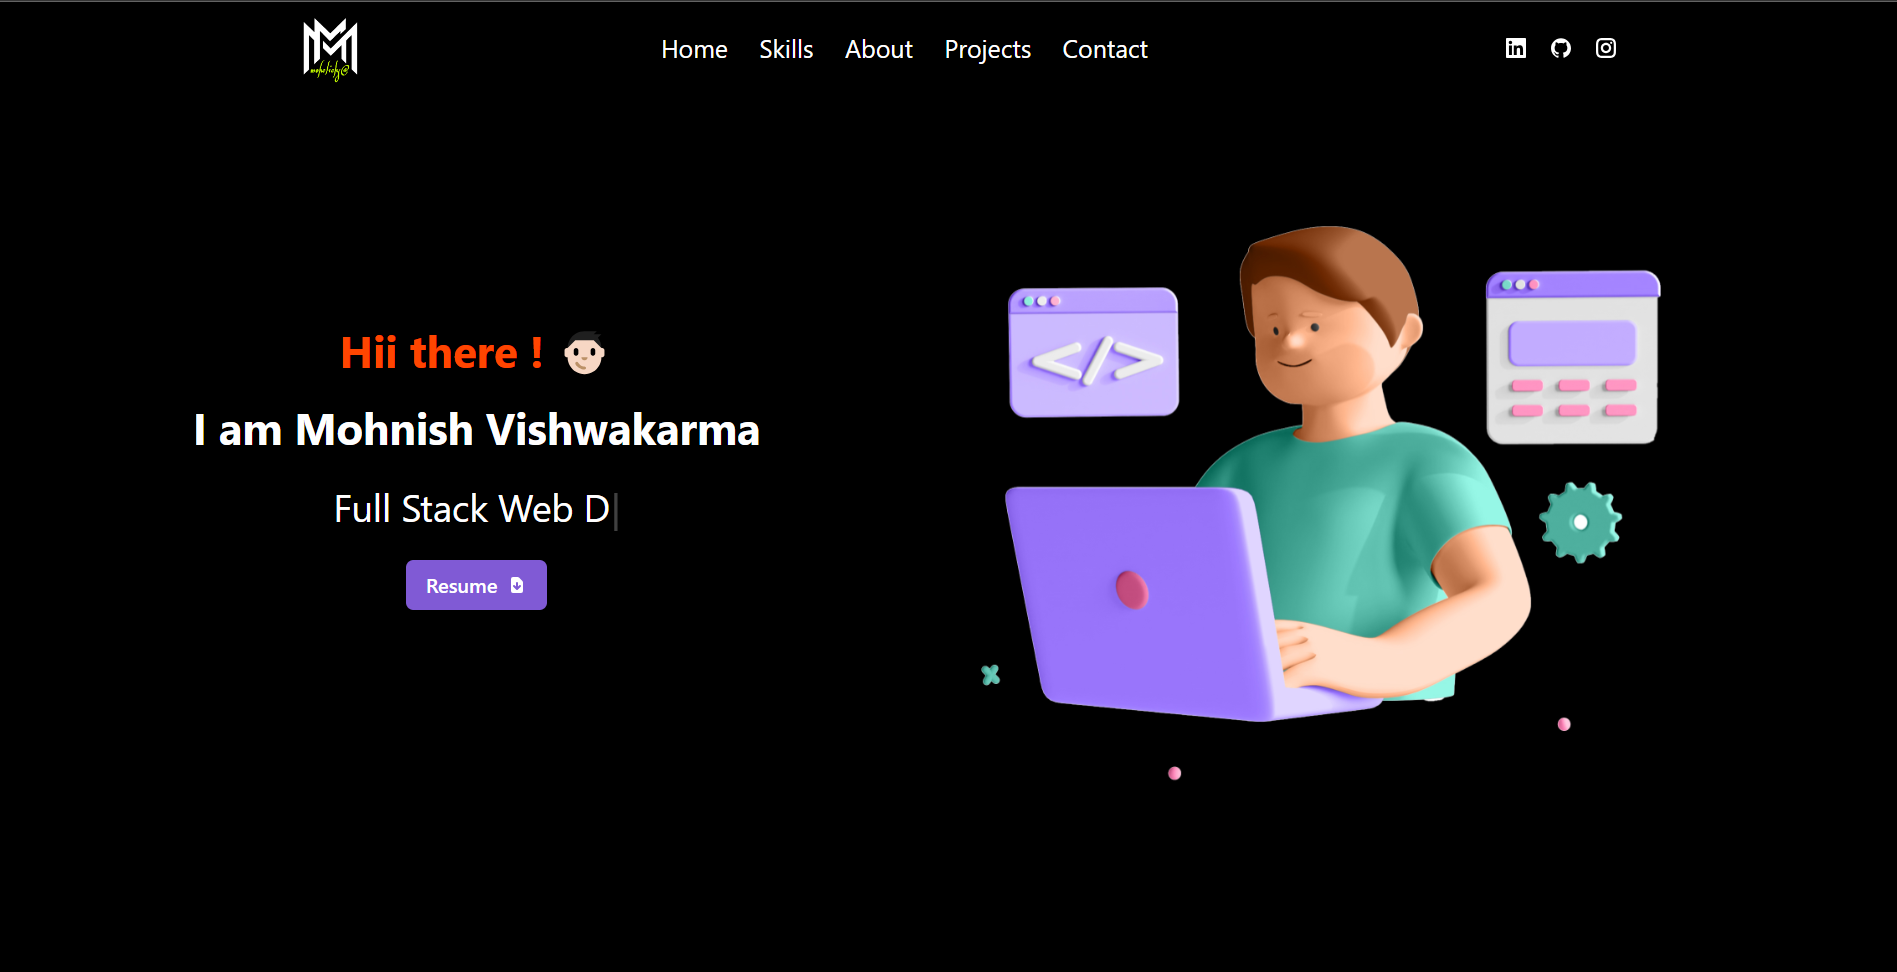 Home Skills About Projects Contact
Hii there !
I am Mohnish Vishwakarma
Full Stack Web D
Resume